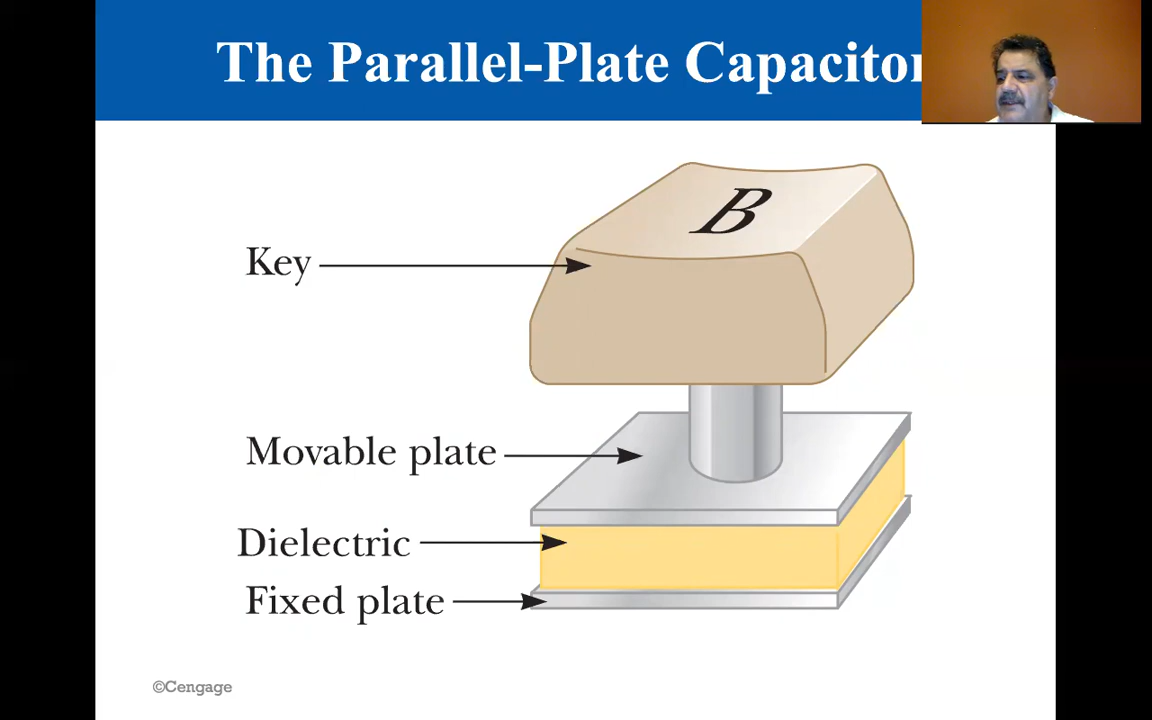 The Parallel-Plate Capacitor
B
Key
Movable plate
Dielectric
Fixed plate
©Cengage